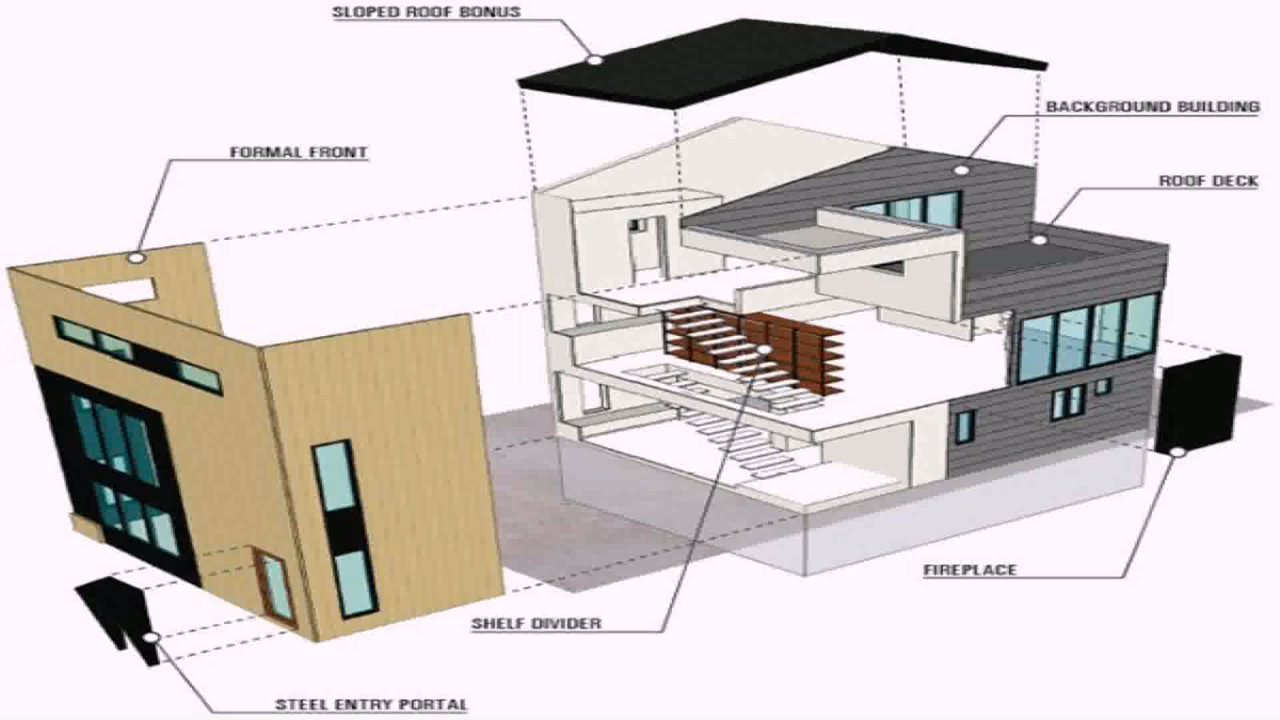 SLOPED ROOF BONUS
BACKGROUND BUILDING
FORMAL FRONT
ROOF DECK
FIREPLACE
SHELF DIVIDER
STEEL ENTRY PORTAL